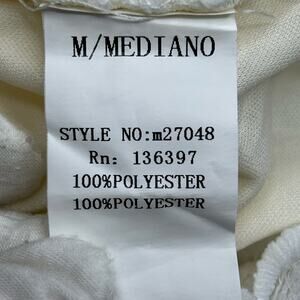 M/MEDIANO
STYLE NO:m27048
Rn: 136397
100%POLYESTER
100%POLYESTER